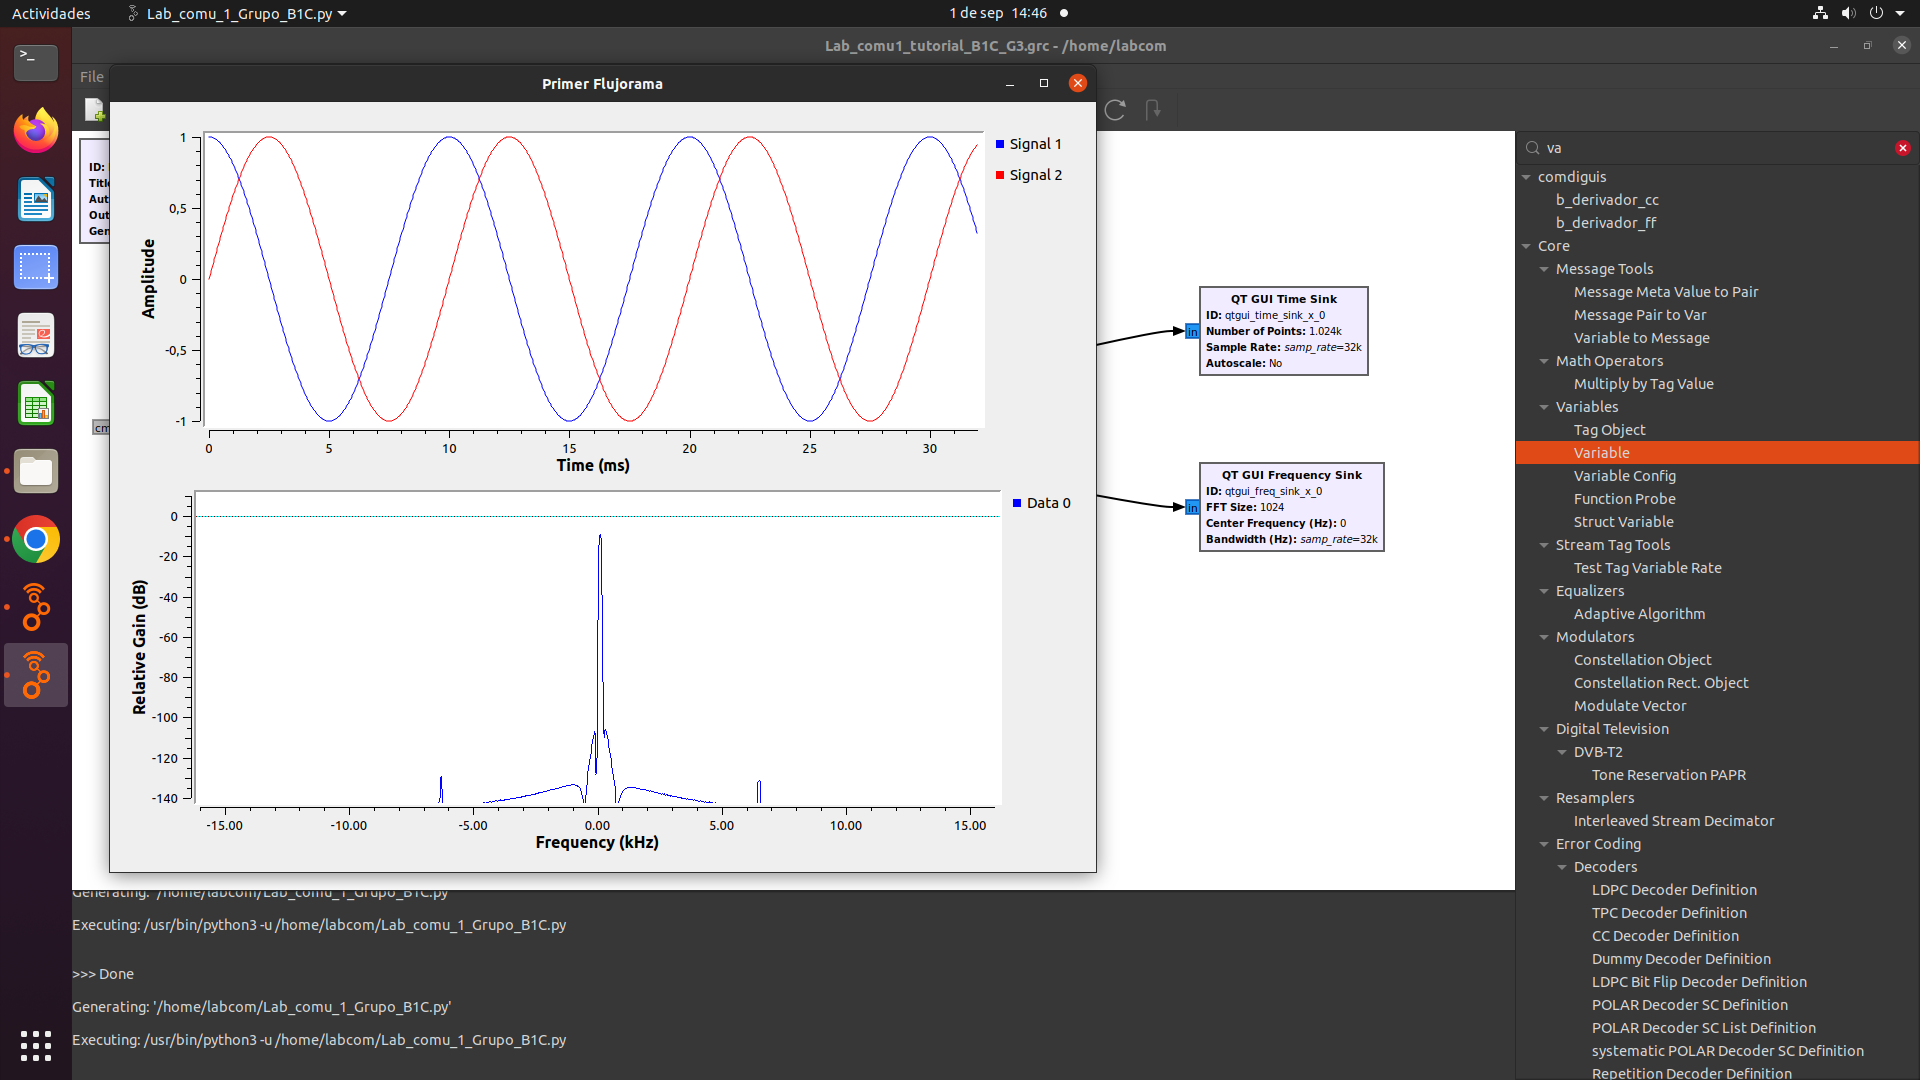 Actividades
Lab_comu_1_Grupo_B1C.py
1 de sep 14:46
Lab_comu1_tutorial_B1C_G3.grc - /home/labcom
File
Primer Flujorama
ID:
Title
Aut
Out
Gen
cm
1
0,5
0
-0,5
-1
Amplitude
0 5 10 15 20 25 30
Time (ms)
Signal 1
Signal 2
0
-20
-40
-60
-80
-100
-120
-140
Relative Gain (dB)
-15.00 -10.00 -5.00 0.00 5.00 10.00 15.00
Frequency (kHz)
Data 0
QT GUI Time Sink
ID: qtgui_time_sink_x_0
Number of Points: 1.024k
Sample Rate: samp_rate=32k
Autoscale: No
in
QT GUI Frequency Sink
ID: qtgui_freq_sink_x_0
FFT Size: 1024
Center Frequency (Hz): 0
Bandwidth (Hz): samp_rate=32k
in
va
comdiguis
b_derivador_cc
b_derivador_ff
Core
Message Tools
Message Meta Value to Pair
Message Pair to Var
Variable to Message
Math Operators
Multiply by Tag Value
Variables
Tag Object
Variable
Variable Config
Function Probe
Struct Variable
Stream Tag Tools
Test Tag Variable Rate
Equalizers
Adaptive Algorithm
Modulators
Constellation Object
Constellation Rect. Object
Modulate Vector
Digital Television
DVB-T2
Tone Reservation PAPR
Resamplers
Interleaved Stream Decimator
Error Coding
Decoders
LDPC Decoder Definition
TPC Decoder Definition
CC Decoder Definition
Dummy Decoder Definition
LDPC Bit Flip Decoder Definition
POLAR Decoder SC Definition
POLAR Decoder SC List Definition
systematic POLAR Decoder SC Definition
Repetition Decoder Definition
Generating: '/home/labcom/Lab_comu_1_Grupo_B1C.py'
Executing: /usr/bin/python3 -u /home/labcom/Lab_comu_1_Grupo_B1C.py
>>> Done
Generating: '/home/labcom/Lab_comu_1_Grupo_B1C.py'
Executing: /usr/bin/python3 -u /home/labcom/Lab_comu_1_Grupo_B1C.py